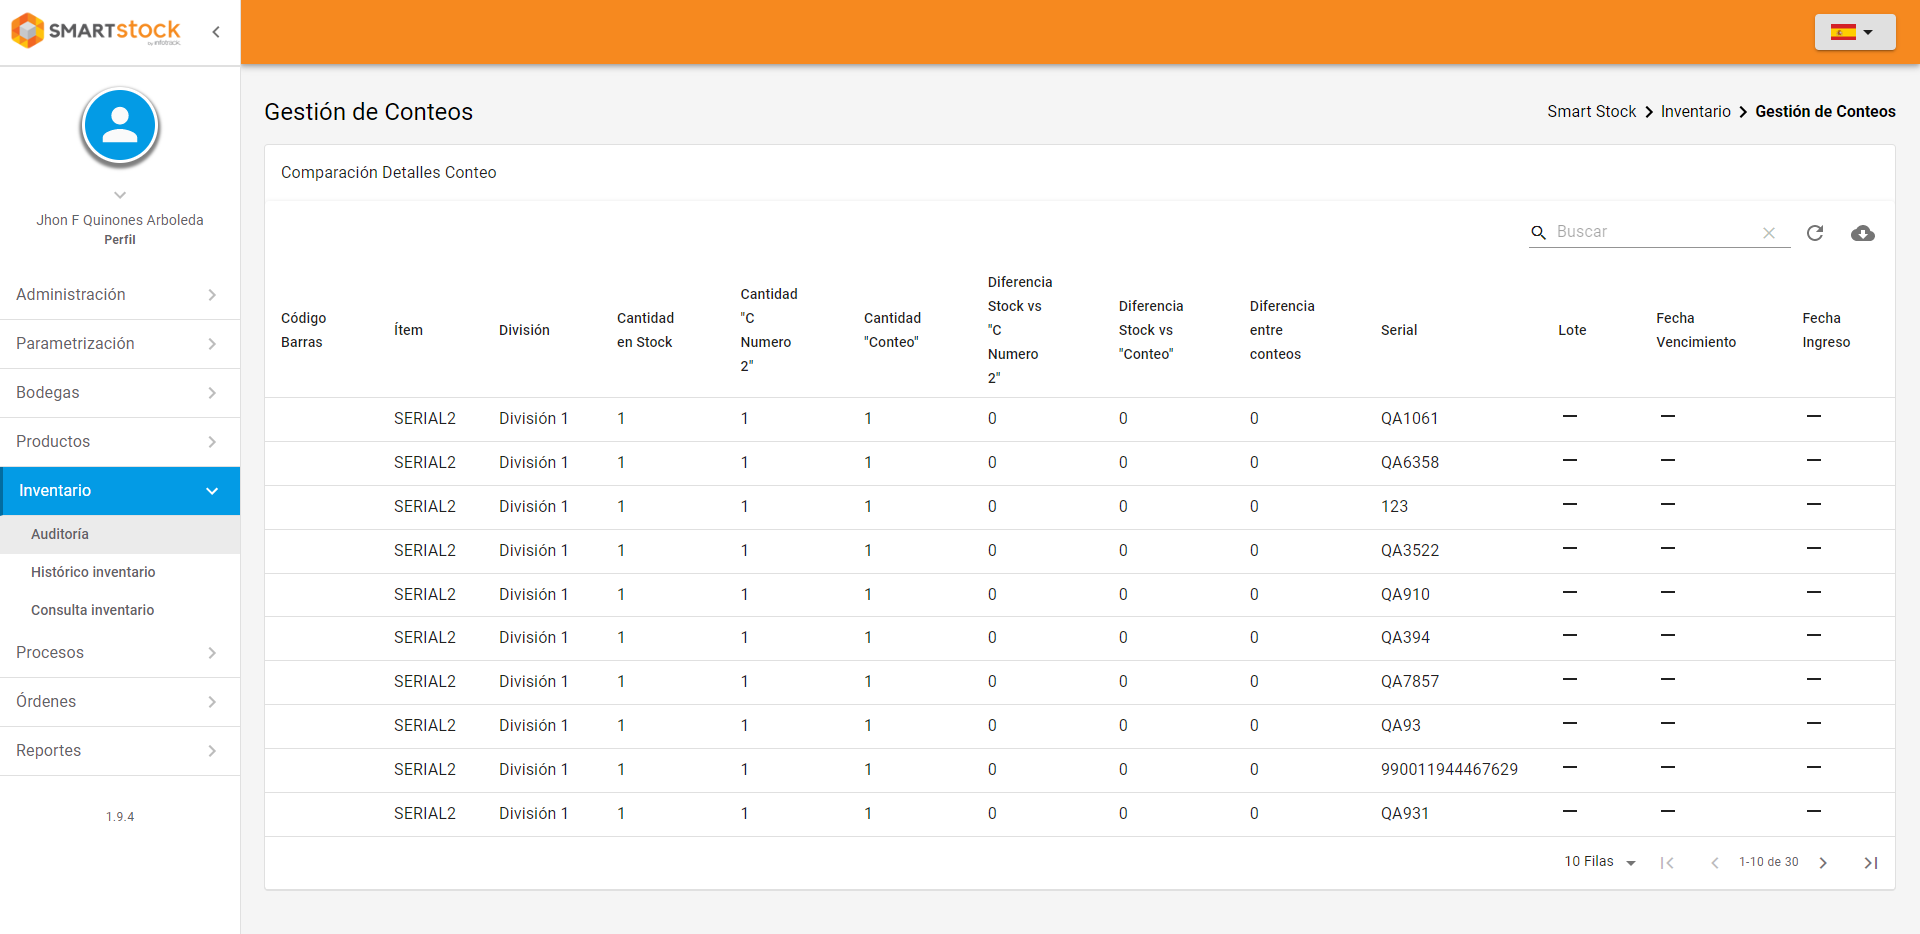 SMARTstock
by infotrack.
Jhon F Quinones Arboleda
Perfil
Administración
Parametrización
Bodegas
Productos
Inventario
Auditoría
Histórico inventario
Consulta inventario
Procesos
Órdenes
Reportes
1.9.4
Gestión de Conteos
Smart Stock Inventario Gestión de Conteos
Comparación Detalles Conteo
Buscar
Código Barras Ítem División Cantidad en Stock Cantidad "C Numero 2" Cantidad "Conteo" Diferencia Stock vs "C Numero 2" Diferencia Stock vs "Conteo" Diferencia entre conteos Serial Lote Fecha Vencimiento Fecha Ingreso
SERIAL2 División 1 1 1 1 0 0 0 QA1061 — — —
SERIAL2 División 1 1 1 1 0 0 0 QA6358 — — —
SERIAL2 División 1 1 1 1 0 0 0 123 — — —
SERIAL2 División 1 1 1 1 0 0 0 QA3522 — — —
SERIAL2 División 1 1 1 1 0 0 0 QA910 — — —
SERIAL2 División 1 1 1 1 0 0 0 QA394 — — —
SERIAL2 División 1 1 1 1 0 0 0 QA7857 — — —
SERIAL2 División 1 1 1 1 0 0 0 QA93 — — —
SERIAL2 División 1 1 1 1 0 0 0 990011944467629 — — —
SERIAL2 División 1 1 1 1 0 0 0 QA931 — — —
10 Filas 1-10 de 30